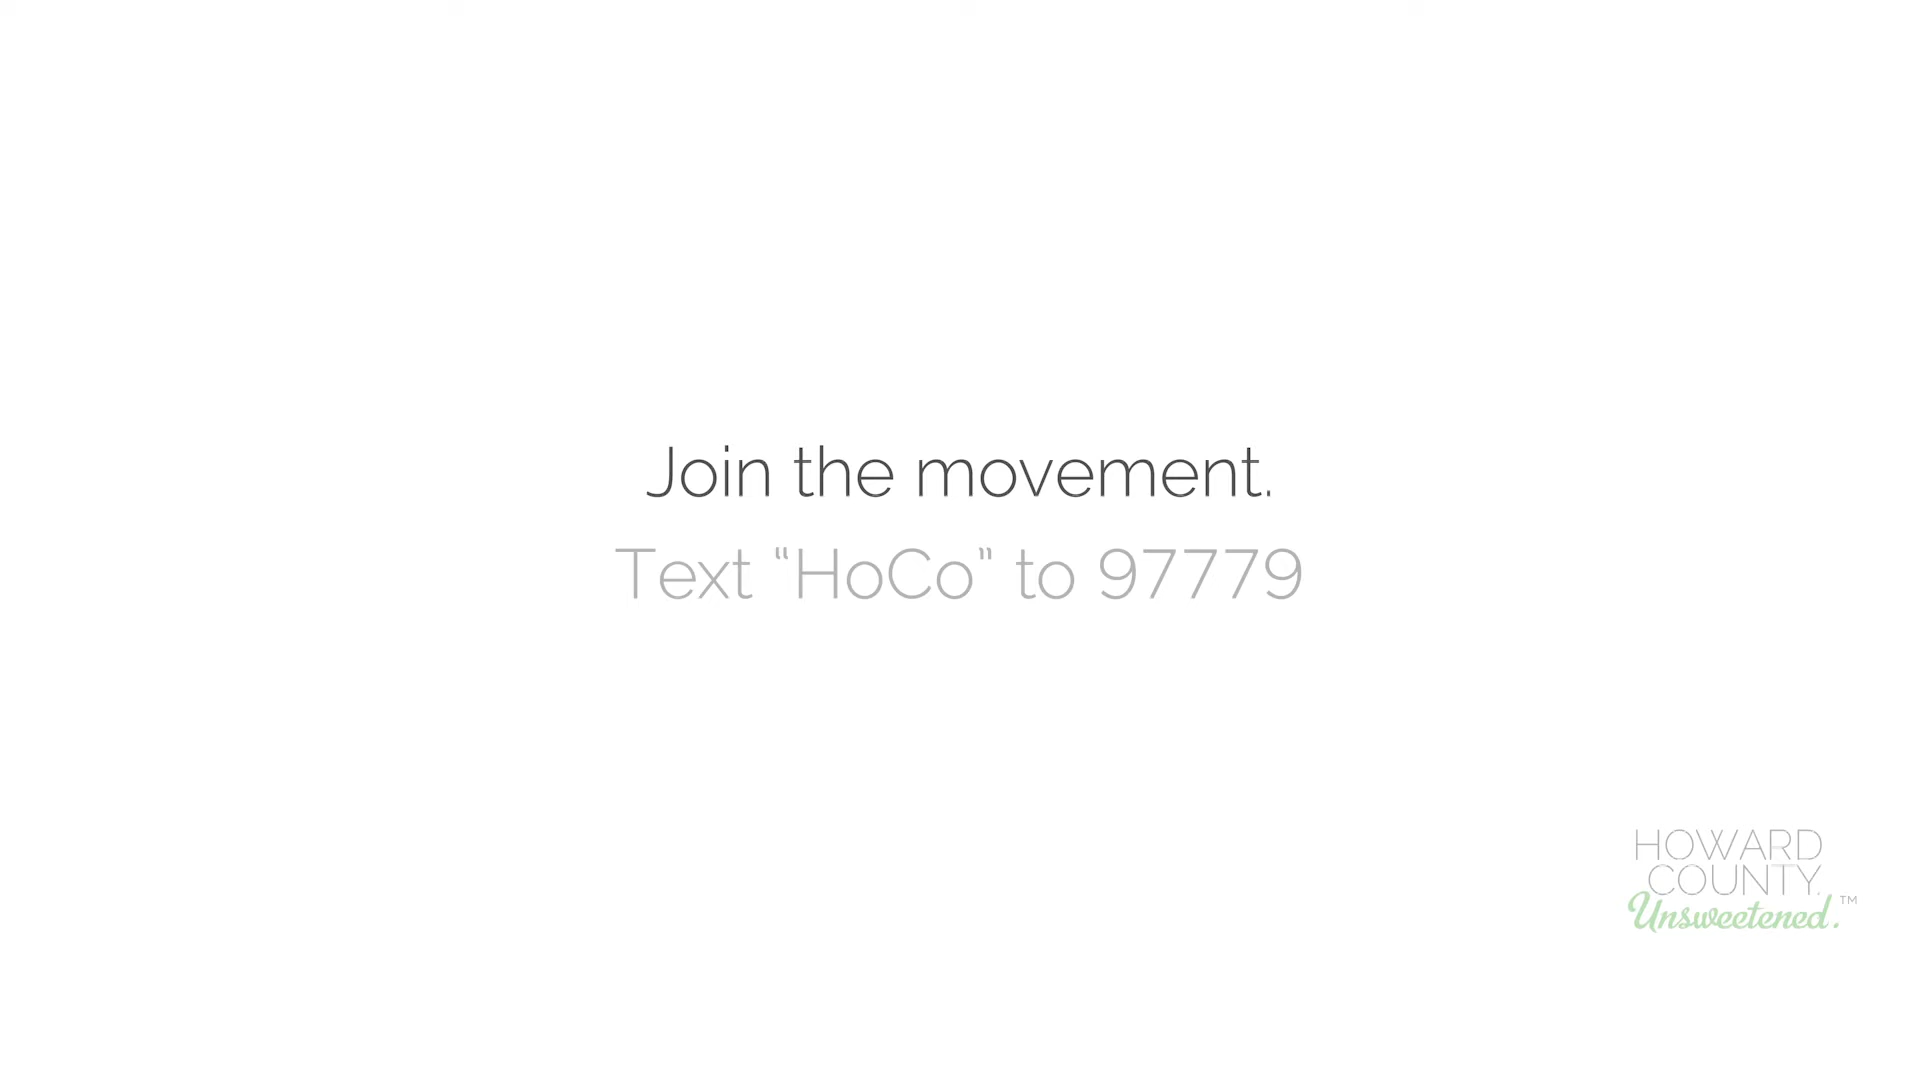 Join the movement.
Text “HoCo” to 97779
HOWARD
COUNTY.
Unsweetened.™